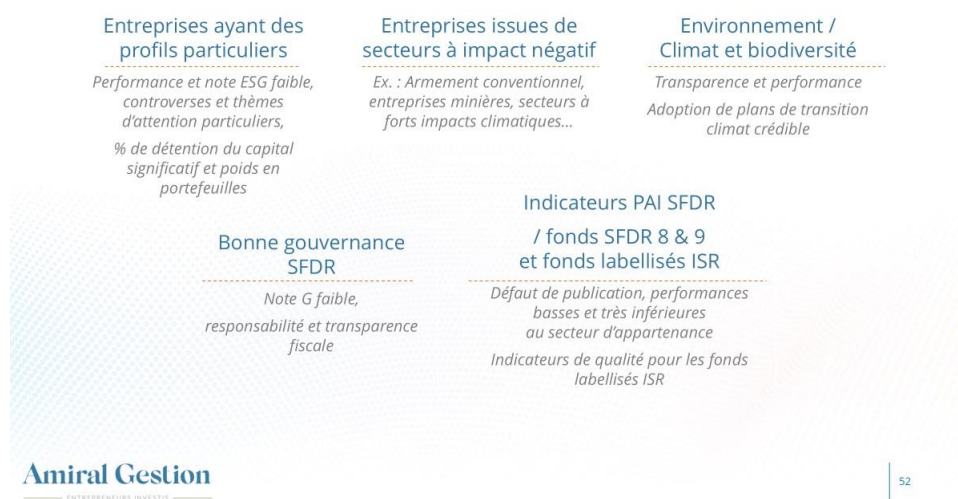 Entreprises ayant des
profils particuliers
Performance et note ESG faible,
controverses et thèmes
d'attention particuliers,
% de détention du capital
significatif et poids en
portefeuilles
Entreprises issues de
secteurs à impact négatif
Ex. : Armement conventionnel,
entreprises minières, secteurs à
forts impacts climatiques...
Environnement /
Climat et biodiversité
Transparence et performance
Adoption de plans de transition
climat crédible
Bonne gouvernance
SFDR
Note G faible,
responsabilité et transparence
fiscale
Indicateurs PAI SFDR
/ fonds SFDR 8 & 9
et fonds labellisés ISR
Défaut de publication, performances
basses et très inférieures
au secteur d'appartenance
Indicateurs de qualité pour les fonds
labellisés ISR
Amiral Gestion
ENTREPRENEURS INVESTIS
52